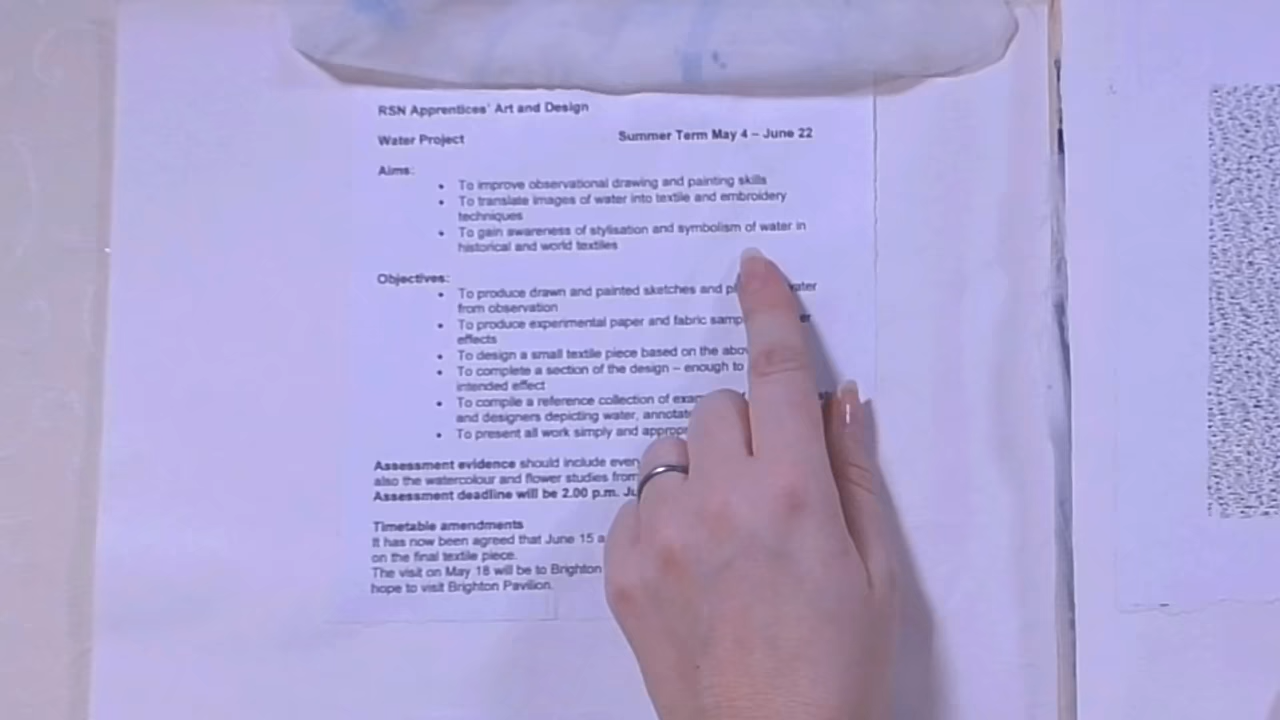 RSN Apprentices' Art and Design
Water Project Summer Term May 4 – June 22
Aims:
• To improve observational drawing and painting skills
• To translate images of water into textile and embroidery
techniques
• To gain awareness of stylisation and symbolism of water in
historical and world textiles
Objectives:
• To produce drawn and painted sketches and
from observation
• To produce experimental paper and fabric
effects
• To design a small textile piece based on the
• To complete a section of the design – enough to
intended effect
• To compile a reference collection of
and designers depicting water,
• To present all work simply and
Assessment evidence should include
also the watercolour and flower studies from
Assessment deadline will be 2.00 p.m.
Timetable amendments
It has now been agreed that June 15
on the final textile piece.
The visit on May 18 will be to Brighton
hope to visit Brighton Pavilion.